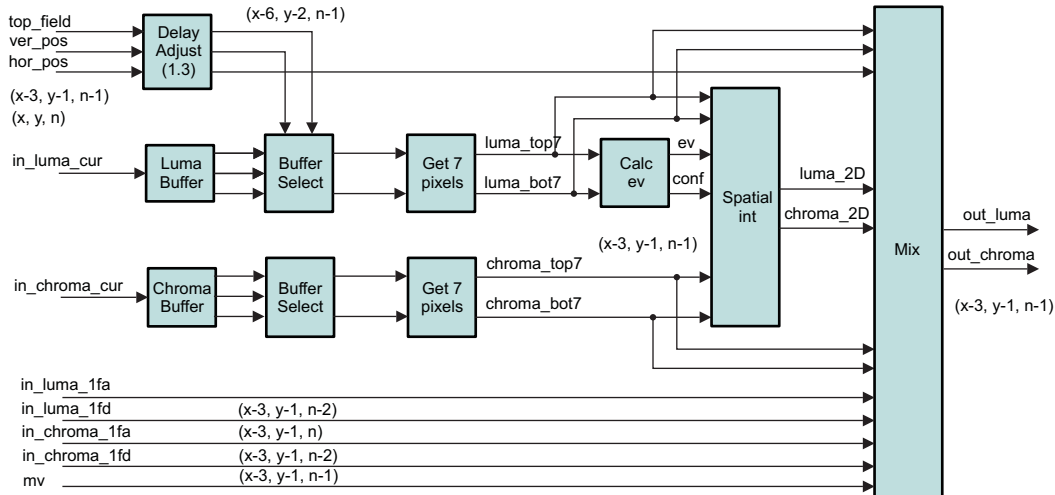 top_field
ver_pos
hor_pos
Delay
Adjust
(1.3)
(x-6, y-2, n-1)
(x-3, y-1, n-1)
(x, y, n)
in_luma_cur
Luma
Buffer
Buffer
Select
Get 7
pixels
luma_top7
luma_bot7
Calc
ev
ev
conf
Spatial
int
luma_2D
chroma_2D
Mix
out_luma
out_chroma
(x-3, y-1, n-1)
(x-3, y-1, n-1)
in_chroma_cur
Chroma
Buffer
Buffer
Select
Get 7
pixels
chroma_top7
chroma_bot7
in_luma_1fa
in_luma_1fd (x-3, y-1, n-2)
in_chroma_1fa (x-3, y-1, n)
in_chroma_1fd (x-3, y-1, n-2)
mv (x-3, y-1, n-1)